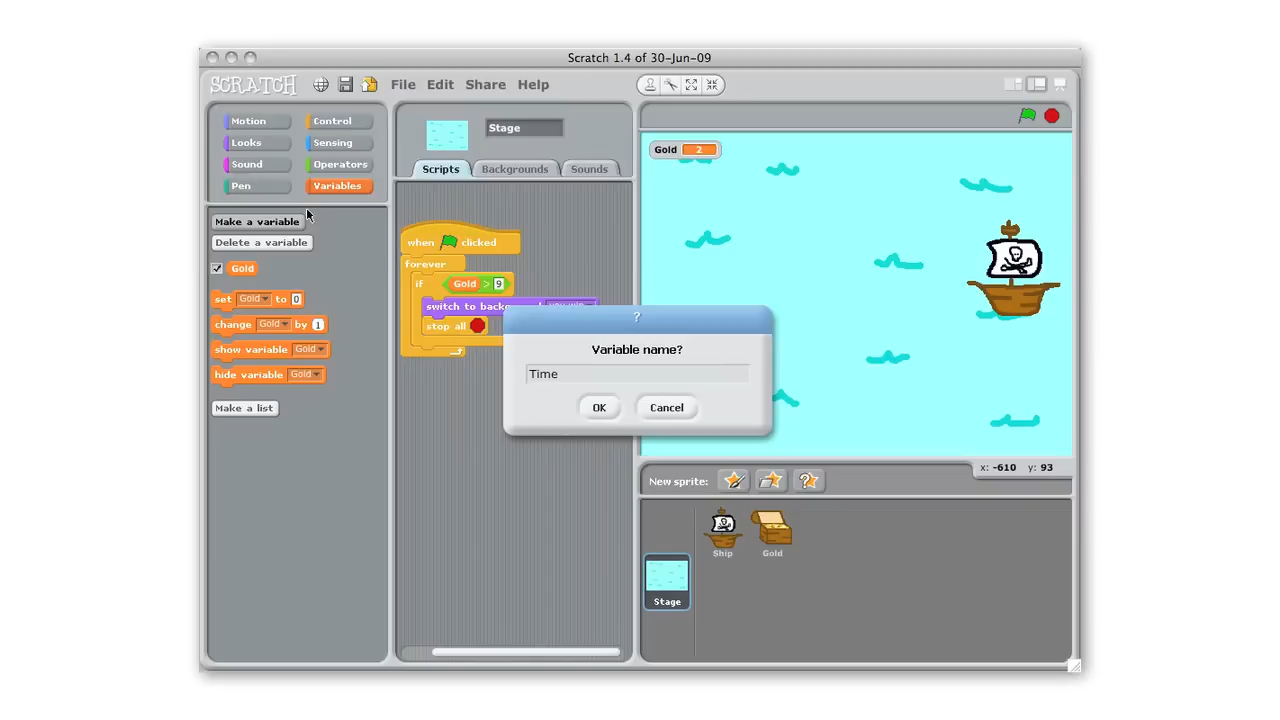 Scratch 1.4 of 30-Jun-09
SCRATCH File Edit Share Help
Motion Control
Looks Sensing
Sound Operators
Pen Variables
Make a variable
Delete a variable
Gold
set Gold to 0
change Gold by 1
show variable Gold
hide variable Gold
Make a list
Stage
Scripts Backgrounds Sounds
when clicked
forever
if Gold > 9
switch to backg
stop all
?
Variable name?
Time
OK Cancel
Gold 2
x: -610 y: 93
New sprite:
Ship Gold
Stage